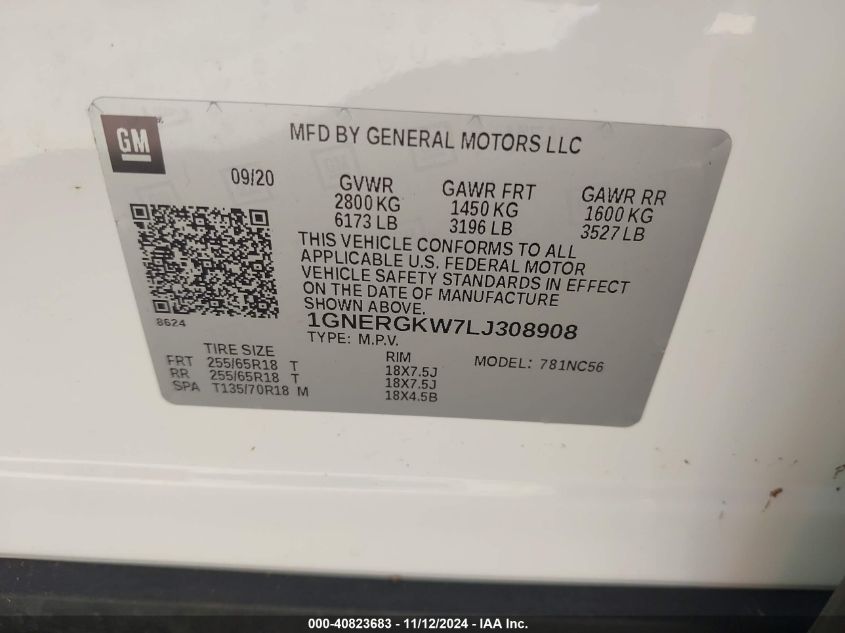 GM
MFD BY GENERAL MOTORS LLC
09/20
GVWR
2800 KG
6173 LB
GAWR FRT
1450 KG
3196 LB
GAWR RR
1600 KG
3527 LB
THIS VEHICLE CONFORMS TO ALL
APPLICABLE U.S. FEDERAL MOTOR
VEHICLE SAFETY STANDARDS IN EFFECT
ON THE DATE OF MANUFACTURE
SHOWN ABOVE.
8624
1GNERGKW7LJ308908
TYPE: M.P.V.
MODEL: 781NC56
TIRE SIZE RIM
FRT 255/65R18 T 18X7.5J
RR 255/65R18 T 18X7.5J
SPA T135/70R18 M 18X4.5B
000-40823683 - 11/12/2024 - IAA Inc.